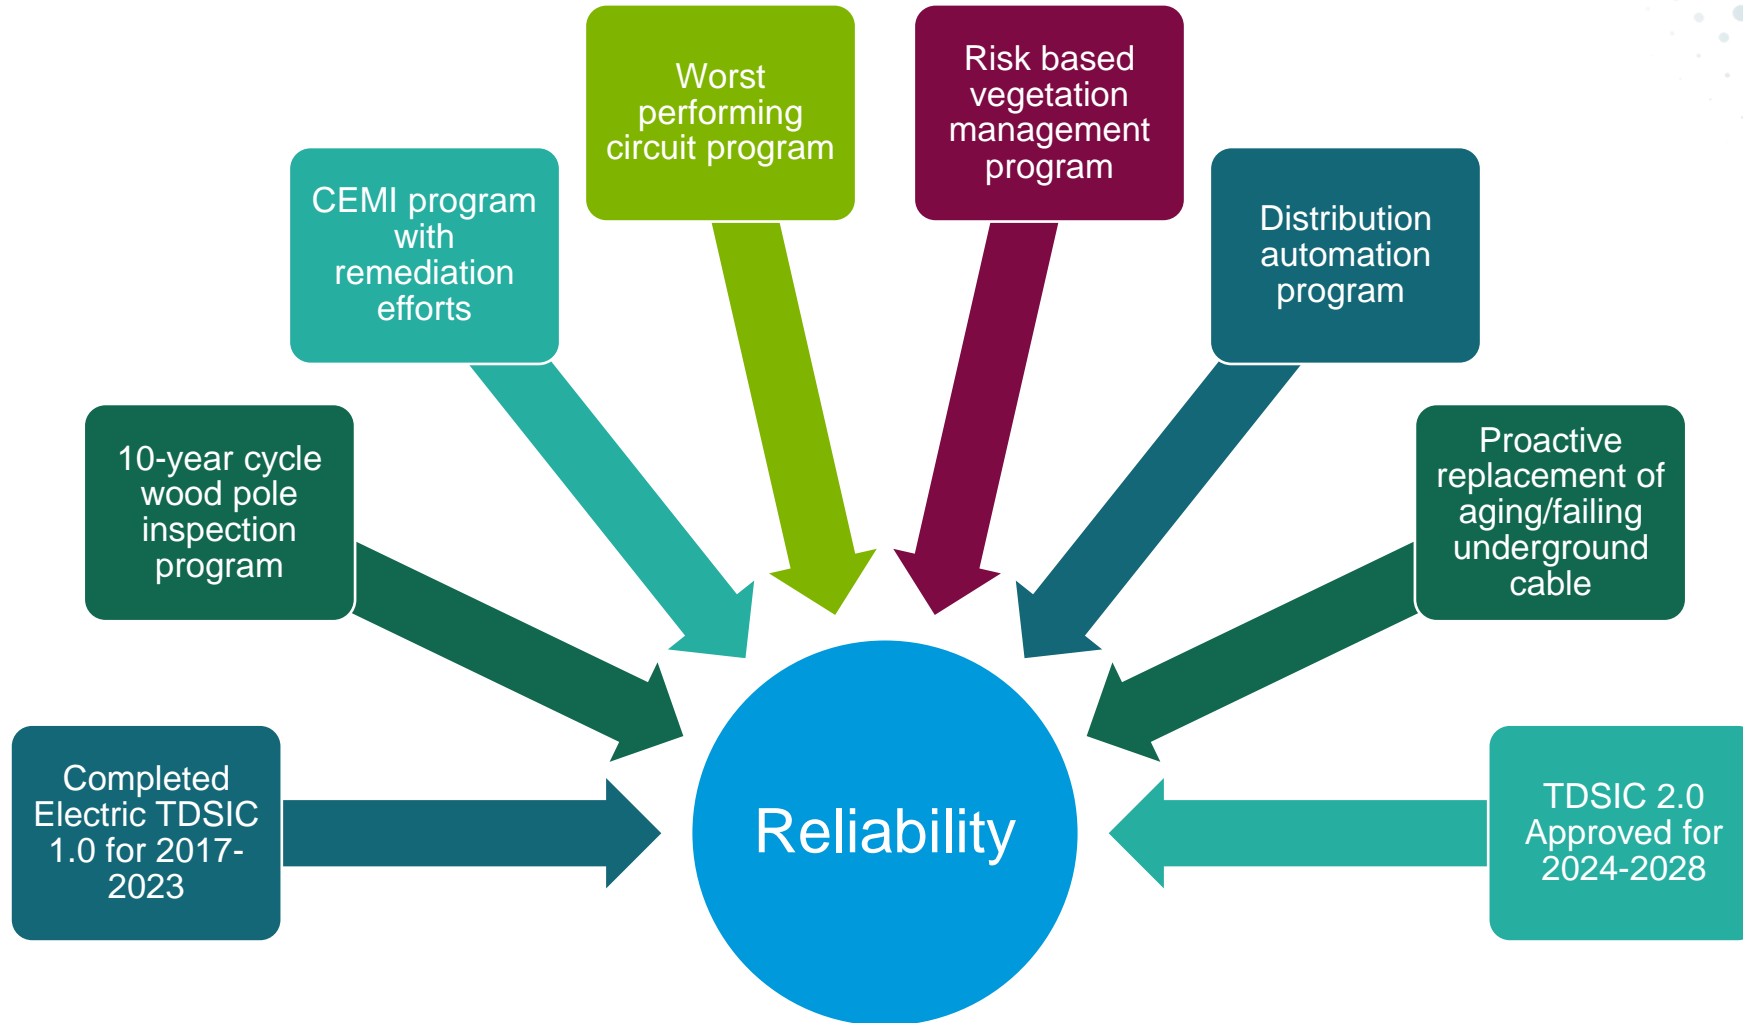 Worst
performing
circuit program
Risk based
vegetation
management
program
CEMI program
with
remediation
efforts
Distribution
automation
program
10-year cycle
wood pole
inspection
program
Proactive
replacement of
aging/failing
underground
cable
Completed
Electric TDSIC
1.0 for 2017-
2023
Reliability
TDSIC 2.0
Approved for
2024-2028